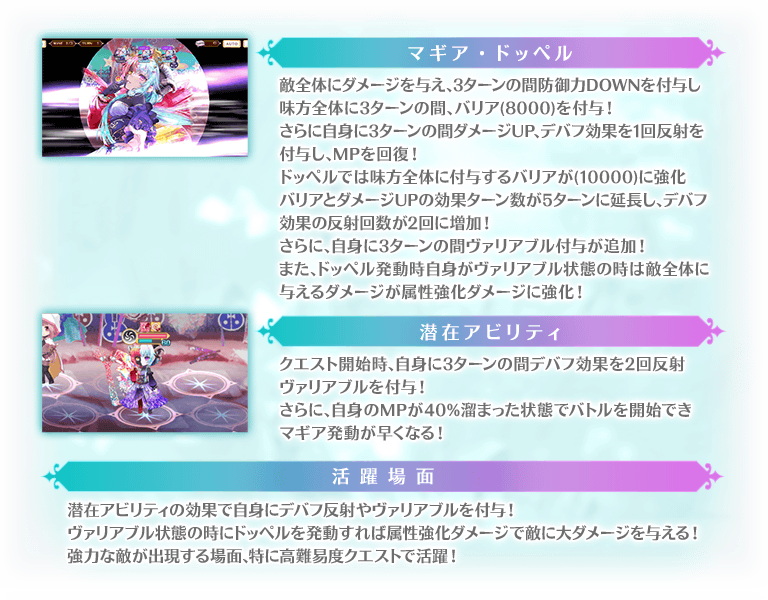 マギア・ドッペル
敵全体にダメージを与え、3ターンの間防御力DOWNを付与し
味方全体に3ターンの間、バリア(8000)を付与！
さらに自身に3ターンの間ダメージUP、デバフ効果を1回反射を
付与し、MPを回復！
ドッペルでは味方全体に付与するバリアが(10000)に強化
バリアとダメージUPの効果ターン数が5ターンに延長し、デバフ
効果の反射回数が2回に増加！
さらに、自身に3ターンの間ヴァリアブル付与が追加！
また、ドッペル発動時自身がヴァリアブル状態の時は敵全体に
与えるダメージが属性強化ダメージに強化！
潜在アビリティ
クエスト開始時、自身に3ターンの間デバフ効果を2回反射
ヴァリアブルを付与！
さらに、自身のMPが40%溜まった状態でバトルを開始でき
マギア発動が早くなる！
活躍場面
潜在アビリティの効果で自身にデバフ反射やヴァリアブルを付与！
ヴァリアブル状態の時にドッペルを発動すれば属性強化ダメージで敵に大ダメージを与える！
強力な敵が出現する場面、特に高難易度クエストで活躍！